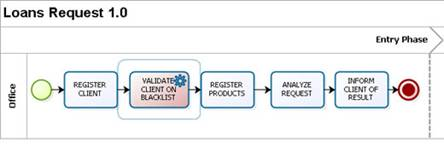 Loans Request 1.0
Entry Phase
Office
REGISTER
CLIENT
VALIDATE
CLIENT ON
BLACKLIST
REGISTER
PRODUCTS
ANALYZE
REQUEST
INFORM
CLIENT OF
RESULT